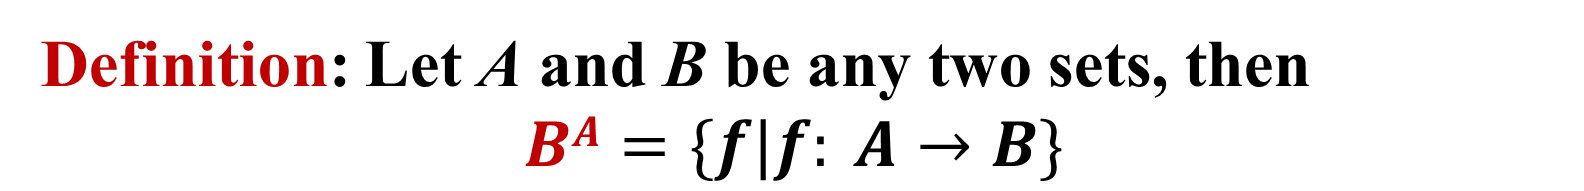 Definition: Let A and B be any two sets, then
B^A = {f|f: A → B}